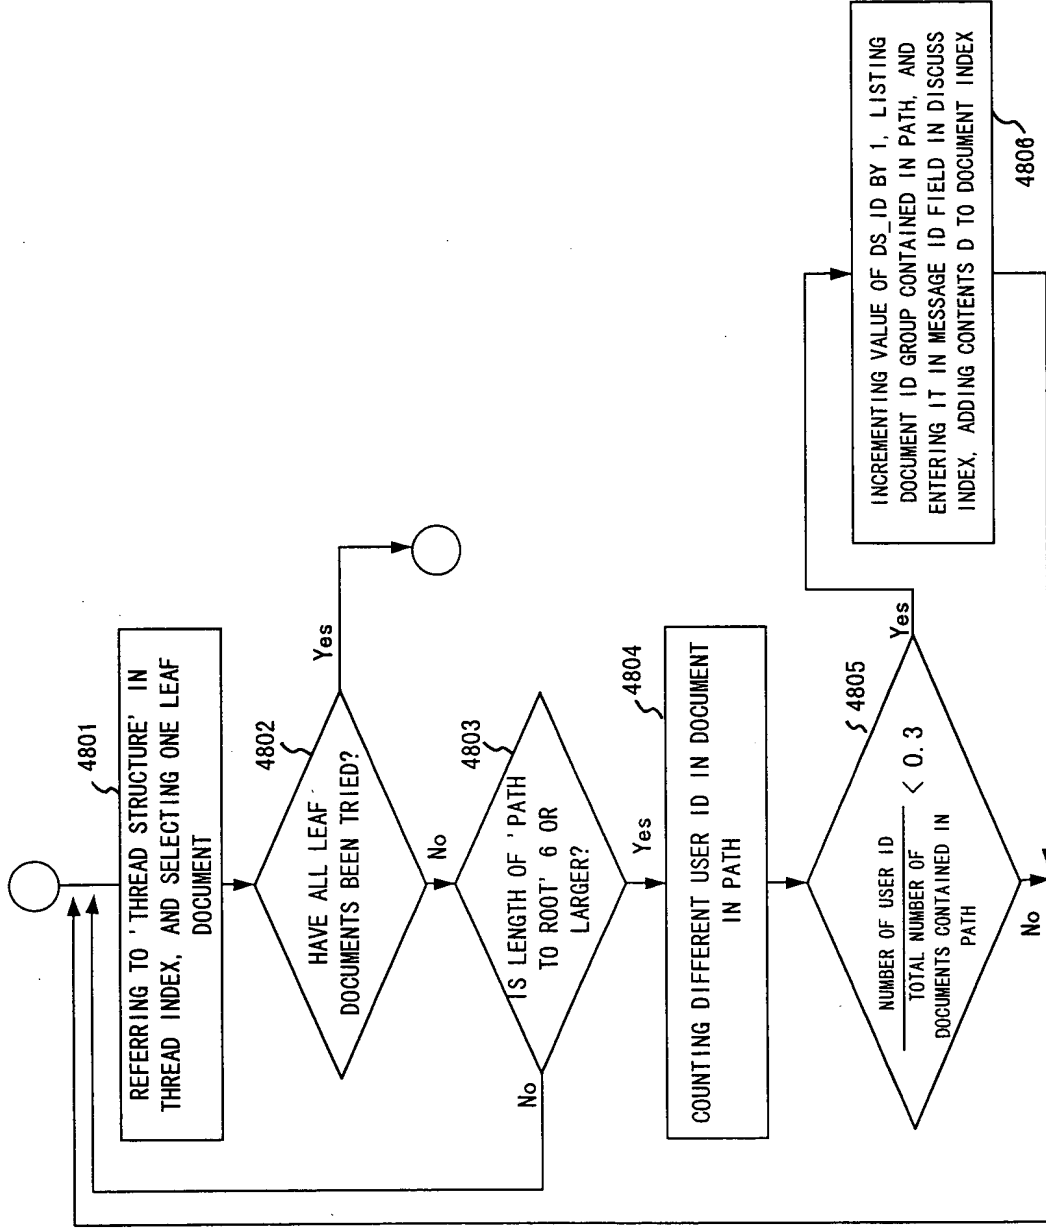 4801
REFERRING TO 'THREAD STRUCTURE' IN
THREAD INDEX, AND SELECTING ONE LEAF
DOCUMENT
4802
HAVE ALL LEAF
DOCUMENTS BEEN TRIED?
Yes
No
4803
IS LENGTH OF 'PATH
TO ROOT' 6 OR
LARGER?
No
Yes
4804
COUNTING DIFFERENT USER ID IN DOCUMENT
IN PATH
4805
NUMBER OF USER ID
TOTAL NUMBER OF
DOCUMENTS CONTAINED IN
PATH
< 0.3
Yes
No
INCREMENTING VALUE OF DS_ID BY 1, LISTING
DOCUMENT ID GROUP CONTAINED IN PATH, AND
ENTERING IT IN MESSAGE ID FIELD IN DISCUSS
INDEX, ADDING CONTENTS D TO DOCUMENT INDEX
4806